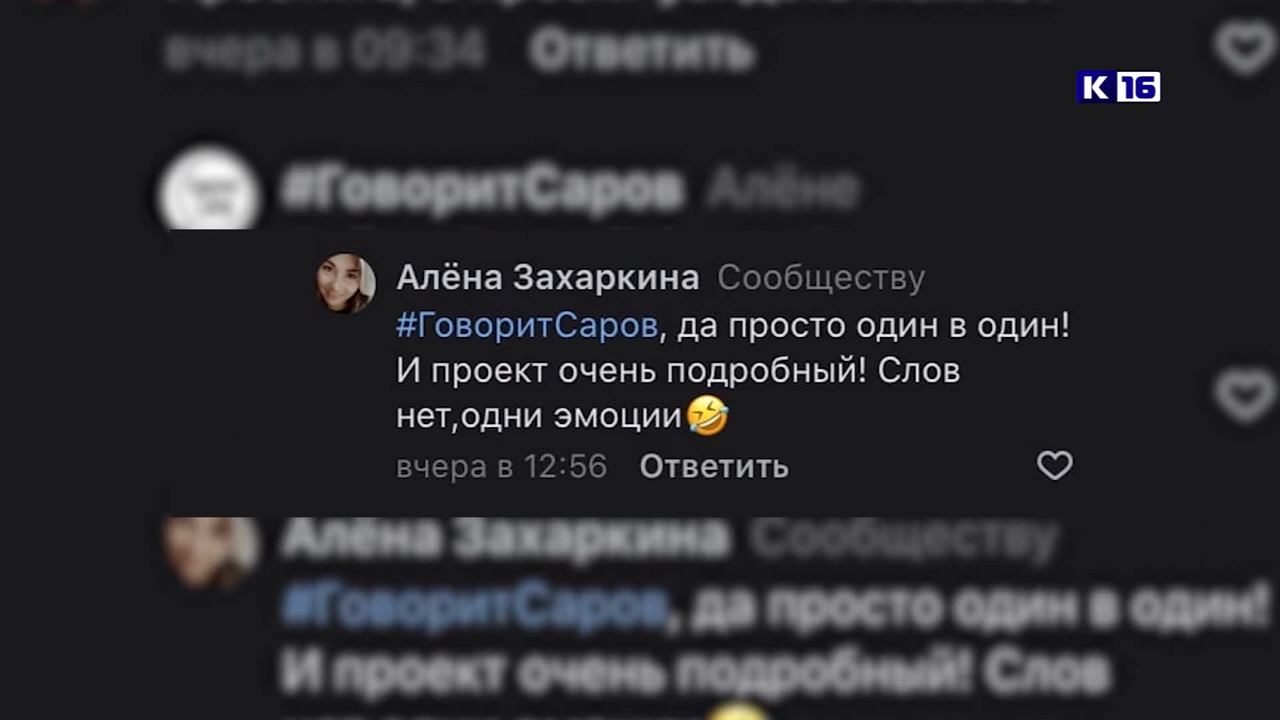 вчера в 09:34 Ответить
К 16
#ГоворитСаров Алёне
Алёна Захаркина Сообществу
#ГоворитСаров, да просто один в один!
И проект очень подробный! Слов
нет,одни эмоции🤣
вчера в 12:56 Ответить
Алёна Захаркина Сообществу
#ГоворитСаров, да просто один в один!
И проект очень подробный! Слов